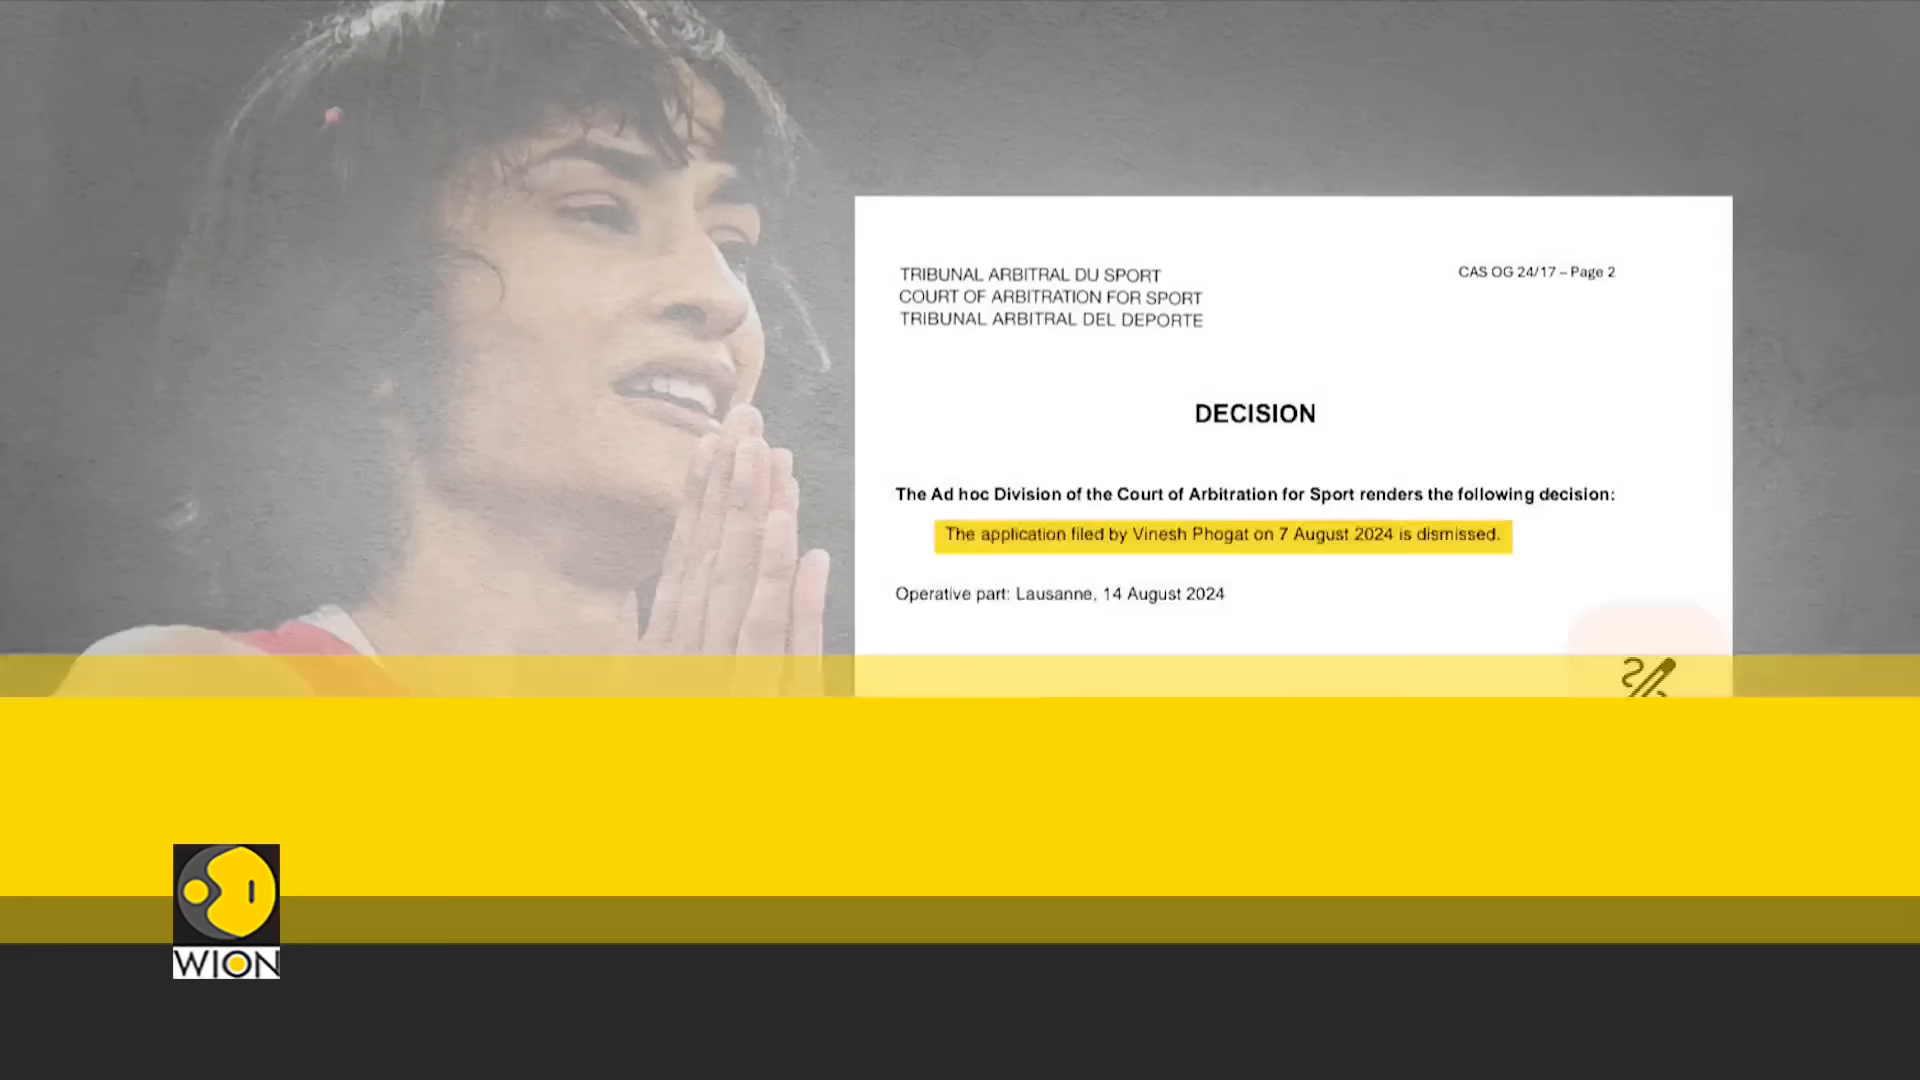 TRIBUNAL ARBITRAL DU SPORT
COURT OF ARBITRATION FOR SPORT
TRIBUNAL ARBITRAL DEL DEPORTE
CAS OG 24/17 – Page 2
DECISION
The Ad hoc Division of the Court of Arbitration for Sport renders the following decision:
The application filed by Vinesh Phogat on 7 August 2024 is dismissed.
Operative part: Lausanne, 14 August 2024
WION